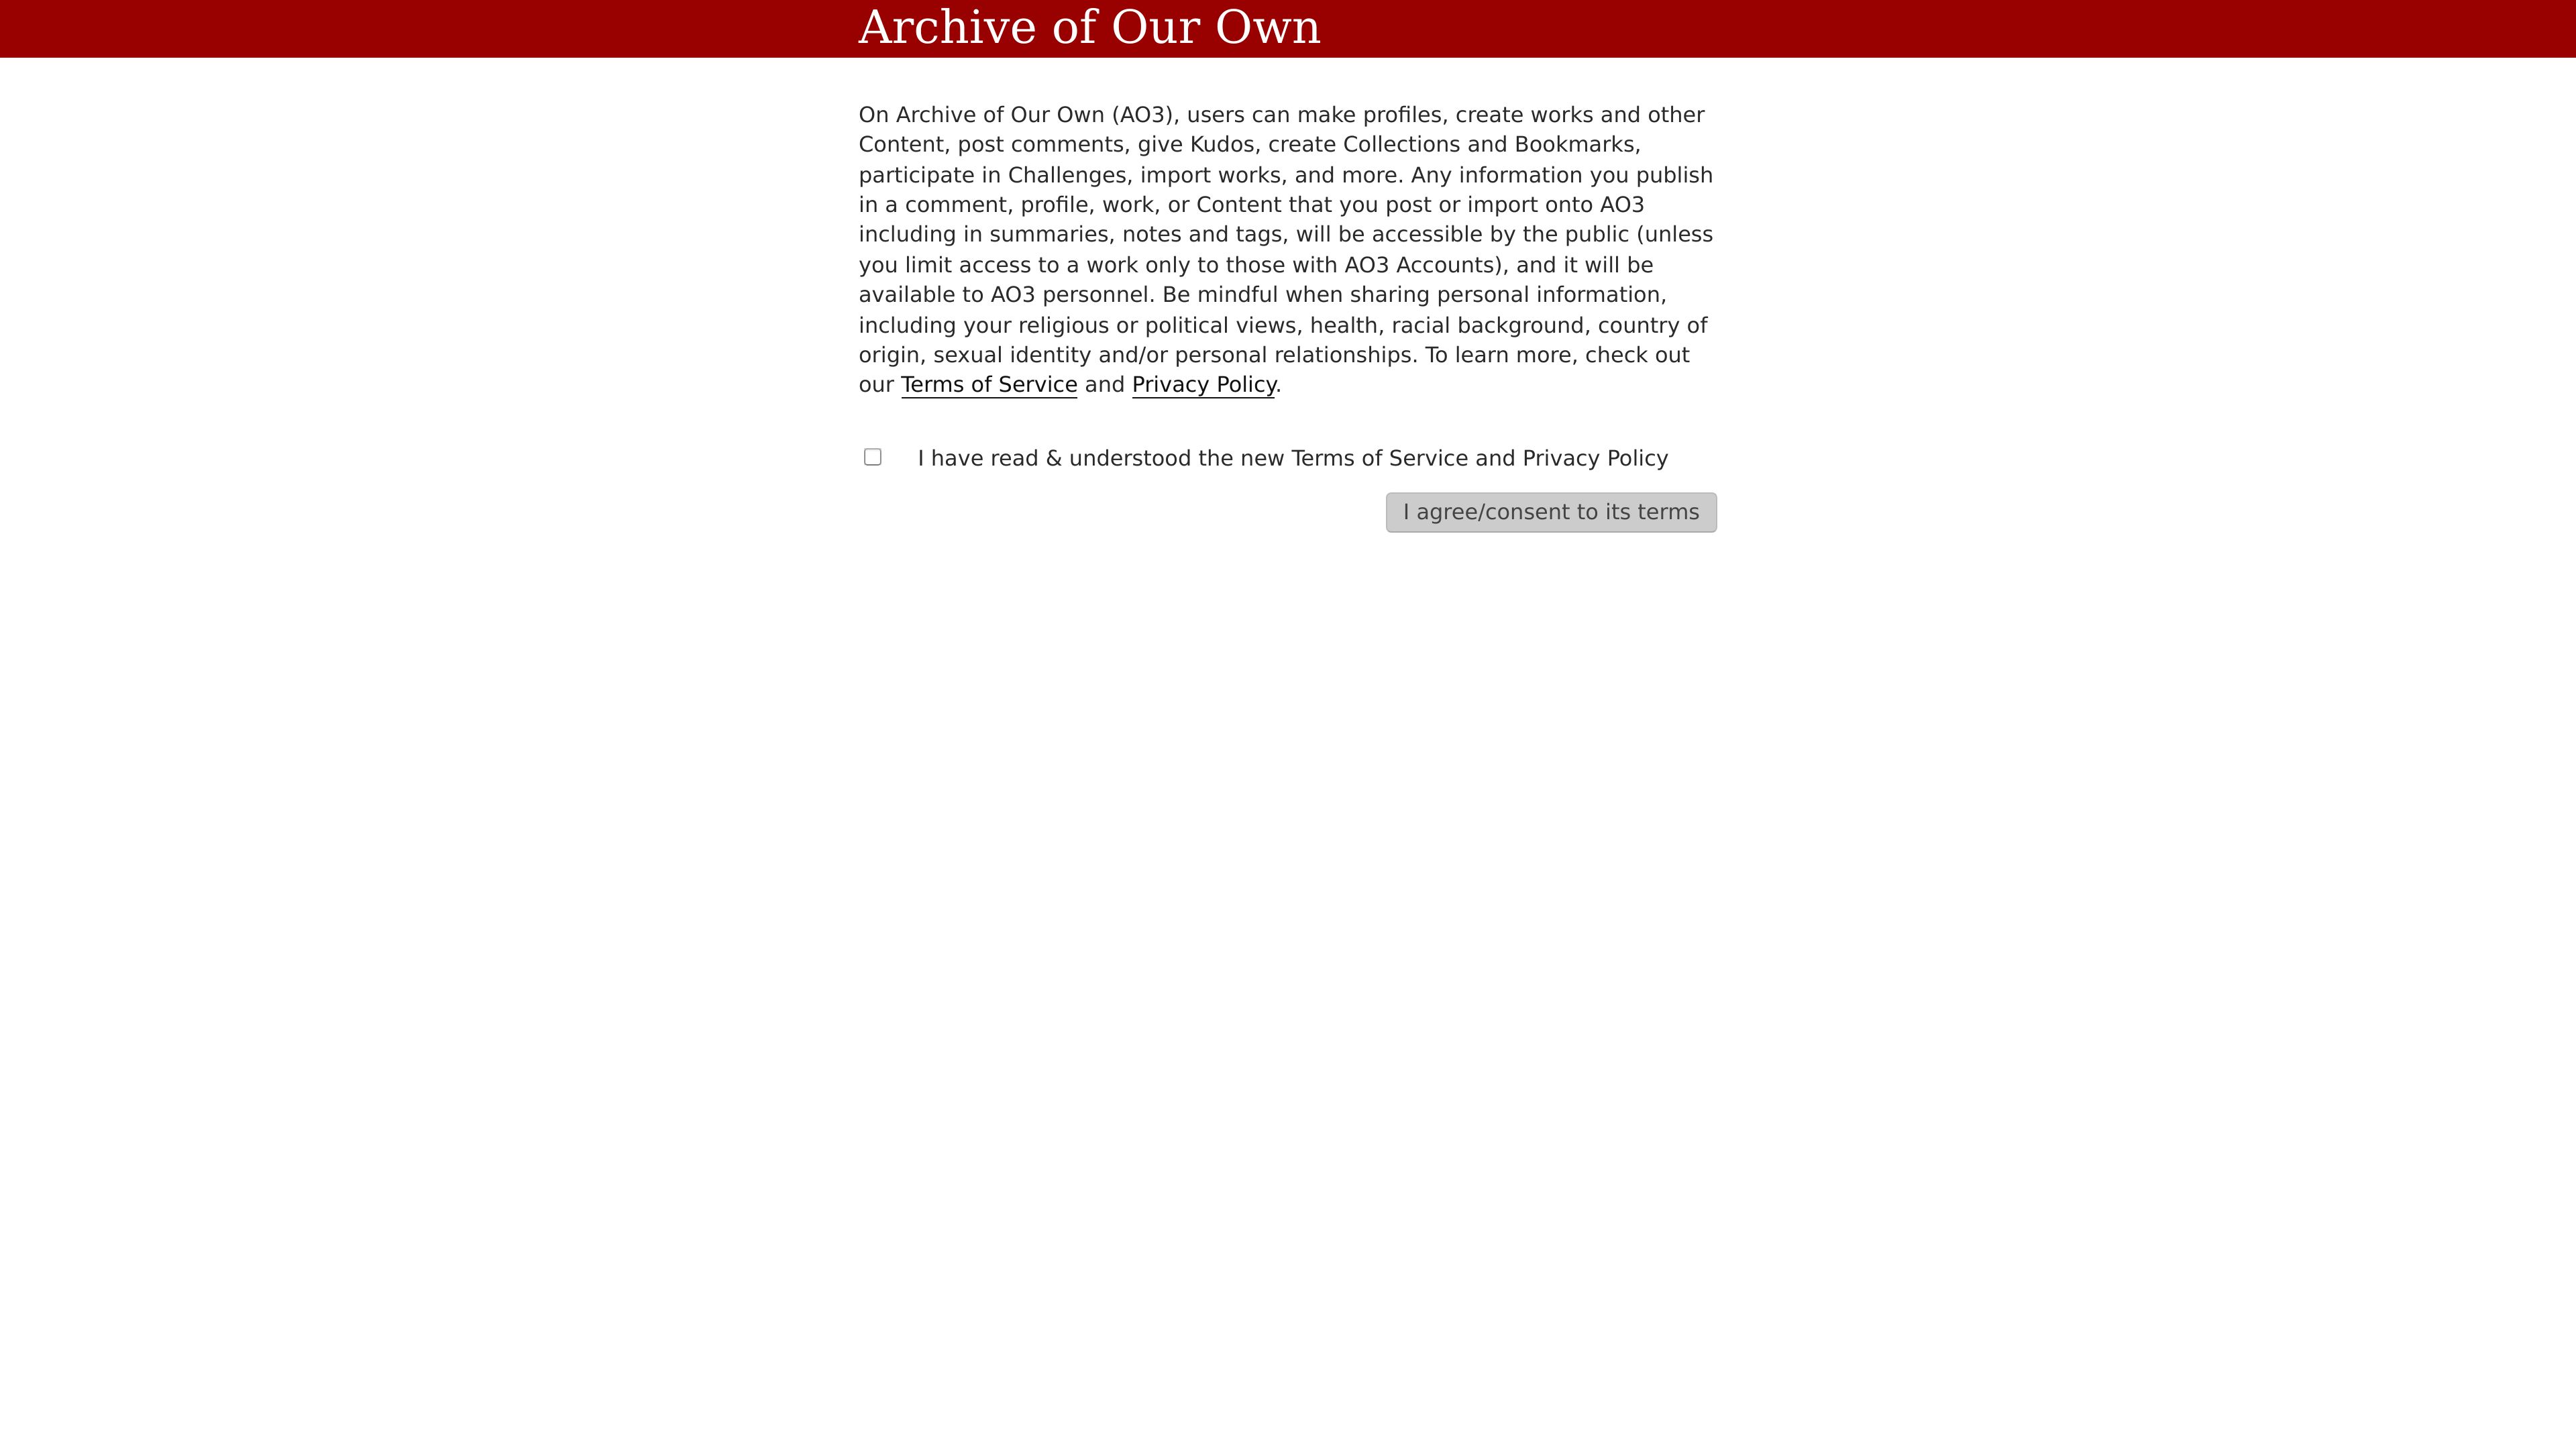 Archive of Our Own
On Archive of Our Own (AO3), users can make profiles, create works and other
Content, post comments, give Kudos, create Collections and Bookmarks,
participate in Challenges, import works, and more. Any information you publish
in a comment, profile, work, or Content that you post or import onto AO3
including in summaries, notes and tags, will be accessible by the public (unless
you limit access to a work only to those with AO3 Accounts), and it will be
available to AO3 personnel. Be mindful when sharing personal information,
including your religious or political views, health, racial background, country of
origin, sexual identity and/or personal relationships. To learn more, check out
our Terms of Service and Privacy Policy.
I have read & understood the new Terms of Service and Privacy Policy
I agree/consent to its terms